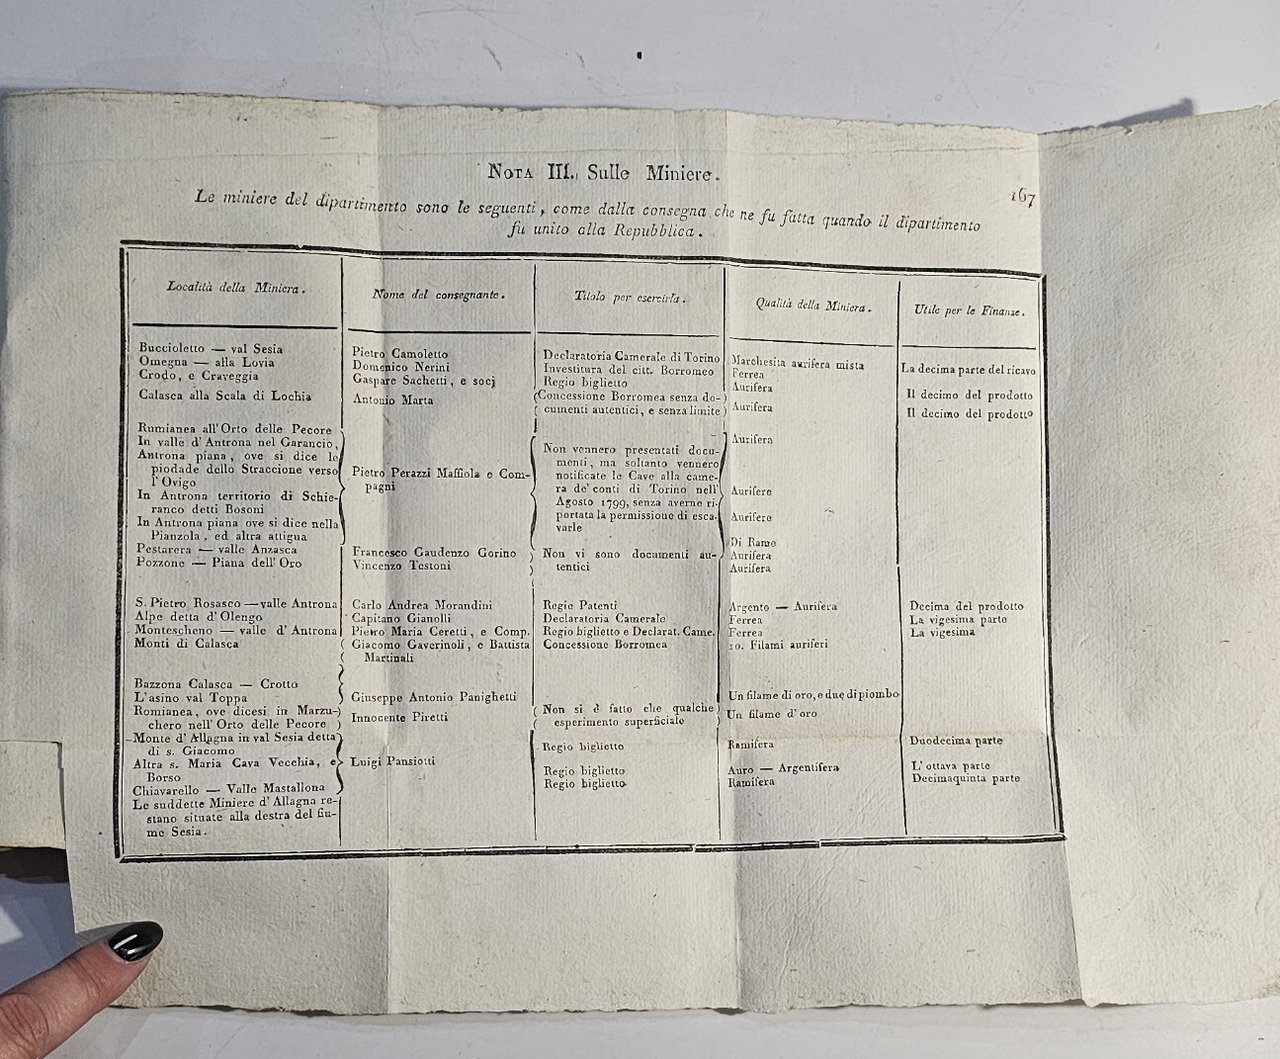 Nota III. Sulle Miniere.
167
Le miniere del dipartimento sono le seguenti, come dalla consegna che ne fu fatta quando il dipartimento
fu unito alla Repubblica.
Località della Miniera.
Nome del consegnante.
Titolo per esercirla.
Qualità della Miniera.
Utile per le Finanze.
Buccioletto — val Sesia
Omegna — alla Lovia
Crodo, e Craveggia
Calasca alla Scala di Lochia
Rumianea all'Orto delle Pecore
In valle d'Antrona nel Garancio,
Antrona piana, ove si dice lo
piodade dello Straccione verso
l'Ovigo
In Antrona territorio di Schie-
ranco detti Bosoni
In Antrona piana ove si dice nella
Pianzola, ed altra attigua
Pestarera — valle Anzasca
Pozzone — Piana dell'Oro
S. Pietro Rosasco — valle Antrona
Alpe detta d'Olengo
Montescheno — valle d'Antrona
Monti di Calasca
Bazzona Calasca — Crotto
L'asino val Toppa
Romianea, ove dicesi in Marzu-
chero nell'Orto delle Pecore
Monte d'Allagna in val Sesia detta
di s. Giacomo
Altra s. Maria Cava Vecchia, e
Borso
Chiavarello — Valle Mastallona
Le suddette Miniere d'Allagna re-
stano situate alla destra del fiu-
me Sesia.
Pietro Camoletto
Domenico Nerini
Gaspare Sachetti, e socj
Antonio Marta
Pietro Perazzi Maffiola e Com-
pagni
Francesco Gaudenzo Gorino
Vincenzo Testoni
Carlo Andrea Morandini
Capitano Gianolli
Pietro Maria Ceretti, e Comp.
Giacomo Gaverinoli, e Battista
Martinali
Giuseppe Antonio Panighetti
Innocente Piretti
Luigi Pansiotti
Declaratoria Camerale di Torino
Investitura del citt. Borromeo
Regio biglietto
Concessione Borromea senza do-
cumenti autentici, e senza limite
Non vennero presentati docu-
menti, ma soltanto vennero
notificate le Cave alla came-
ra de' conti di Torino nell'
Agosto 1799, senza averne ri-
portata la permissione di esca-
varle
Non vi sono documenti au-
tentici
Regie Patenti
Declaratoria Camerale
Regio biglietto e Declarat. Came.
Concessione Borromea
Non si è fatto che qualche
esperimento superficiale
Regio biglietto
Regio biglietto
Regio biglietto
Marchesita aurifera mista
Ferrea
Aurifera
Aurifera
Aurifera
Aurifere
Aurifere
Di Rame
Aurifera
Aurifera
Argento — Aurifera
Ferrea
Ferrea
10. Filami auriferi
Un filame di oro, e due di piombo
Un filame d'oro
Ramifera
Auro — Argentifera
Ramifera
La decima parte del ricavo
Il decimo del prodotto
Il decimo del prodotto
Decima del prodotto
La vigesima parte
La vigesima
Duodecima parte
L'ottava parte
Decimaquinta parte